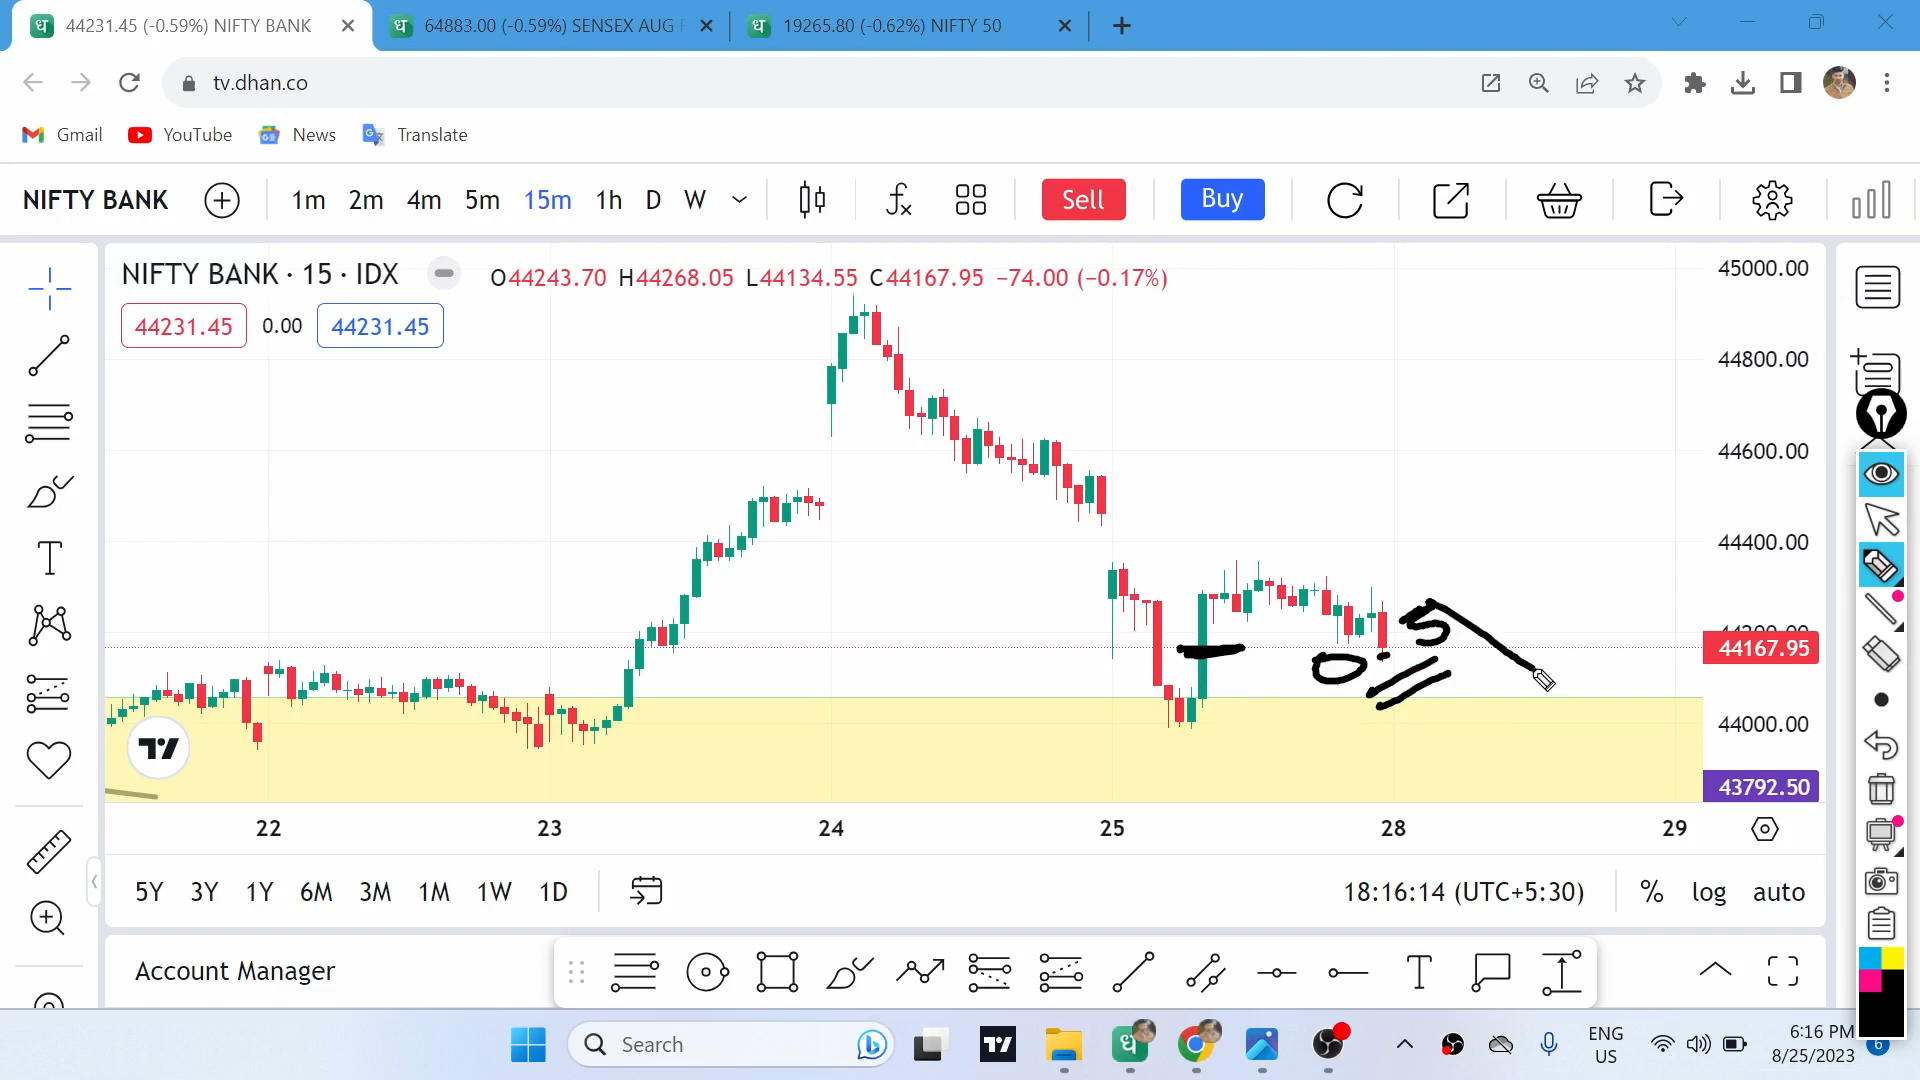 ધ 44231.45 (-0.59%) NIFTY BANK
64883.00 (-0.59%) SENSEX AUG
19265.80 (-0.62%) NIFTY 50
tv.dhan.co
Gmail YouTube News Translate
NIFTY BANK 1m 2m 4m 5m 15m 1h D W Sell Buy
NIFTY BANK · 15 · IDX O44243.70 H44268.05 L44134.55 C44167.95 −74.00 (−0.17%)
44231.45 0.00 44231.45
45000.00
44800.00
44600.00
44400.00
44200.00
44167.95
44000.00
43792.50
5
22 23 24 25 28 29
5Y 3Y 1Y 6M 3M 1M 1W 1D 18:16:14 (UTC+5:30) % log auto
Account Manager
Search
ENG
US
6:16 PM
8/25/2023
6